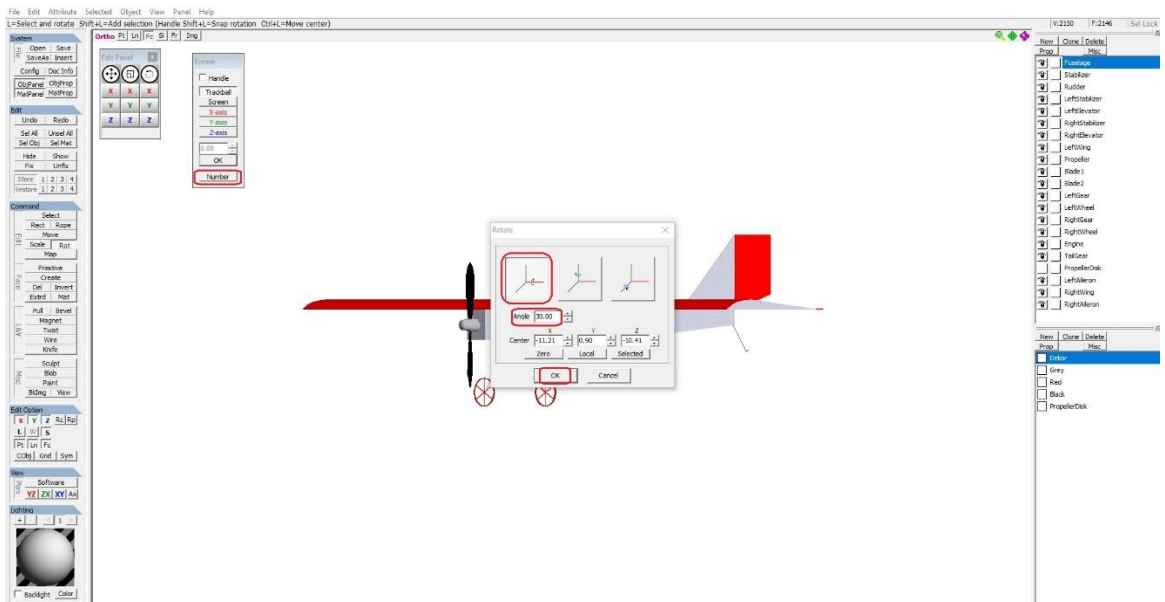 File Edit Attribute Selected Object View Panel Help
L=Select and rotate Shift+L=Add selection (Handle Shift+L=Snap rotation Ctrl+L=Move center)
V:2150 F:2146 Sel Lock
System
File
Open Save
SaveAs Insert
Config Doc Info
ObjPanel ObjProp
MatPanel MatProp
Edit
Undo Redo
Sel All Unsel All
Sel Obj Sel Mat
Hide Show
Fix Unfix
Store 1 2 3 4
Restore 1 2 3 4
Command
Edit
Select
Rect Rope
Move
Scale Rot
Map
Face
Primitive
Create
Del Invert
Extrd Mat
Pull Bevel
Magnet
Twist
Wire
Knife
Misc
Sculpt
Blob
Paint
BkImg View
Edit Option
X Y Z Rc Rp
L W S
Pt Ln Fc
CObj Gnd Sym
View
Pers
Software
YZ ZX XY Ax
Lighting
+ - < 1 >
Backlight Color
Ortho Pt Ln Fc Sl Fr Img
Edit Panel
X X X
Y Y Y
Z Z Z
Rotate
Handle
Trackball
Screen
X-axis
Y-axis
Z-axis
0.00
OK
Number
Rotate
Angle 30.00
X Y Z
Center -11.21 0.90 -10.41
Zero Local Selected
OK Cancel
New Clone Delete
Prop Misc
Fuselage
Stabilizer
Rudder
LeftStabilizer
LeftElevator
RightStabilizer
RightElevator
LeftWing
Propeller
Blade1
Blade2
LeftGear
LeftWheel
RightGear
RightWheel
Engine
TailGear
PropellerDisk
LeftAileron
RightWing
RightAileron
New Clone Delete
Prop Misc
Dekor
Grey
Red
Black
PropellerDisk